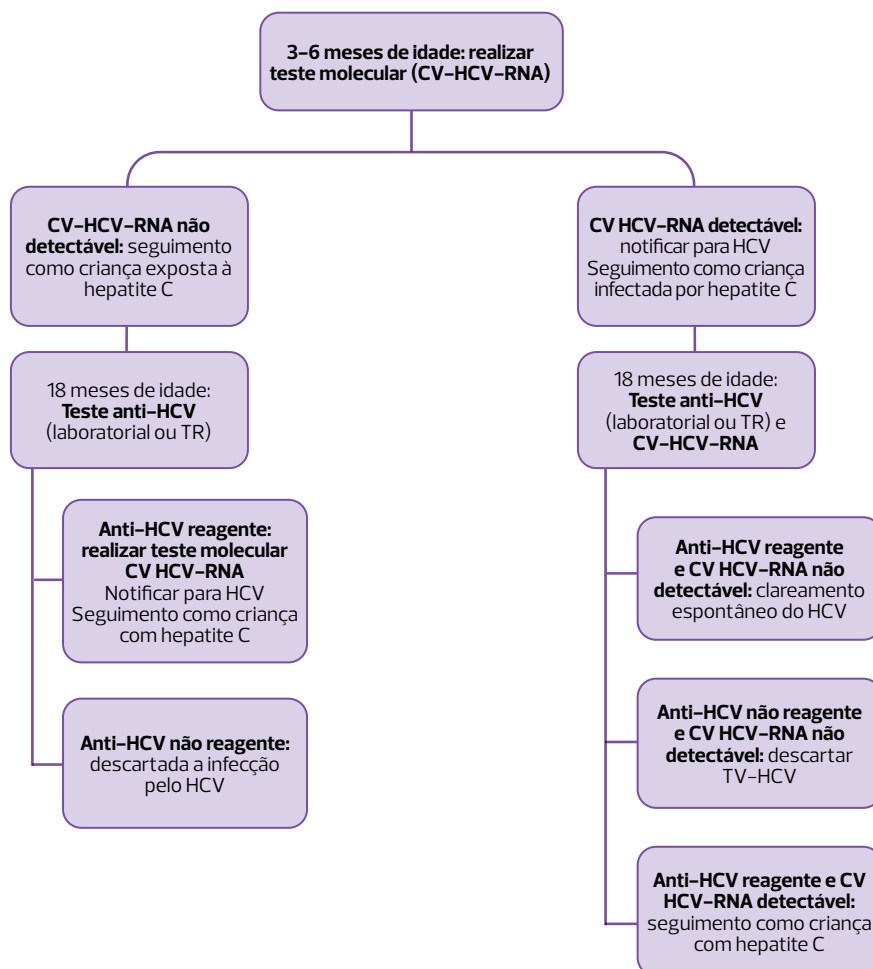 3-6 meses de idade: realizar
teste molecular (CV-HCV-RNA)
CV-HCV-RNA não
detectável: seguimento
como criança exposta à
hepatite C
18 meses de idade:
Teste anti-HCV
(laboratorial ou TR)
Anti-HCV reagente:
realizar teste molecular
CV HCV-RNA
Notificar para HCV
Seguimento como criança
com hepatite C
Anti-HCV não reagente:
descartada a infecção
pelo HCV
CV HCV-RNA detectável:
notificar para HCV
Seguimento como criança
infectada por hepatite C
18 meses de idade:
Teste anti-HCV
(laboratorial ou TR) e
CV-HCV-RNA
Anti-HCV reagente
e CV HCV-RNA não
detectável: clareamento
espontâneo do HCV
Anti-HCV não reagente
e CV HCV-RNA não
detectável: descartar
TV-HCV
Anti-HCV reagente e CV
HCV-RNA detectável:
seguimento como criança
com hepatite C